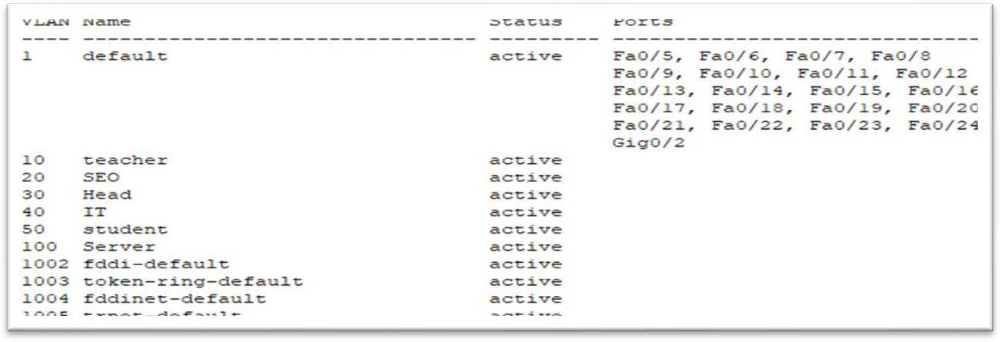 VLAN Name Status Ports
---- -------------------------------- --------- -------------------------------
1 default active Fa0/5, Fa0/6, Fa0/7, Fa0/8
Fa0/9, Fa0/10, Fa0/11, Fa0/12
Fa0/13, Fa0/14, Fa0/15, Fa0/16
Fa0/17, Fa0/18, Fa0/19, Fa0/20
Fa0/21, Fa0/22, Fa0/23, Fa0/24
Gig0/2
10 teacher active
20 SEO active
30 Head active
40 IT active
50 student active
100 Server active
1002 fddi-default active
1003 token-ring-default active
1004 fddinet-default active
1005 trnet-default active